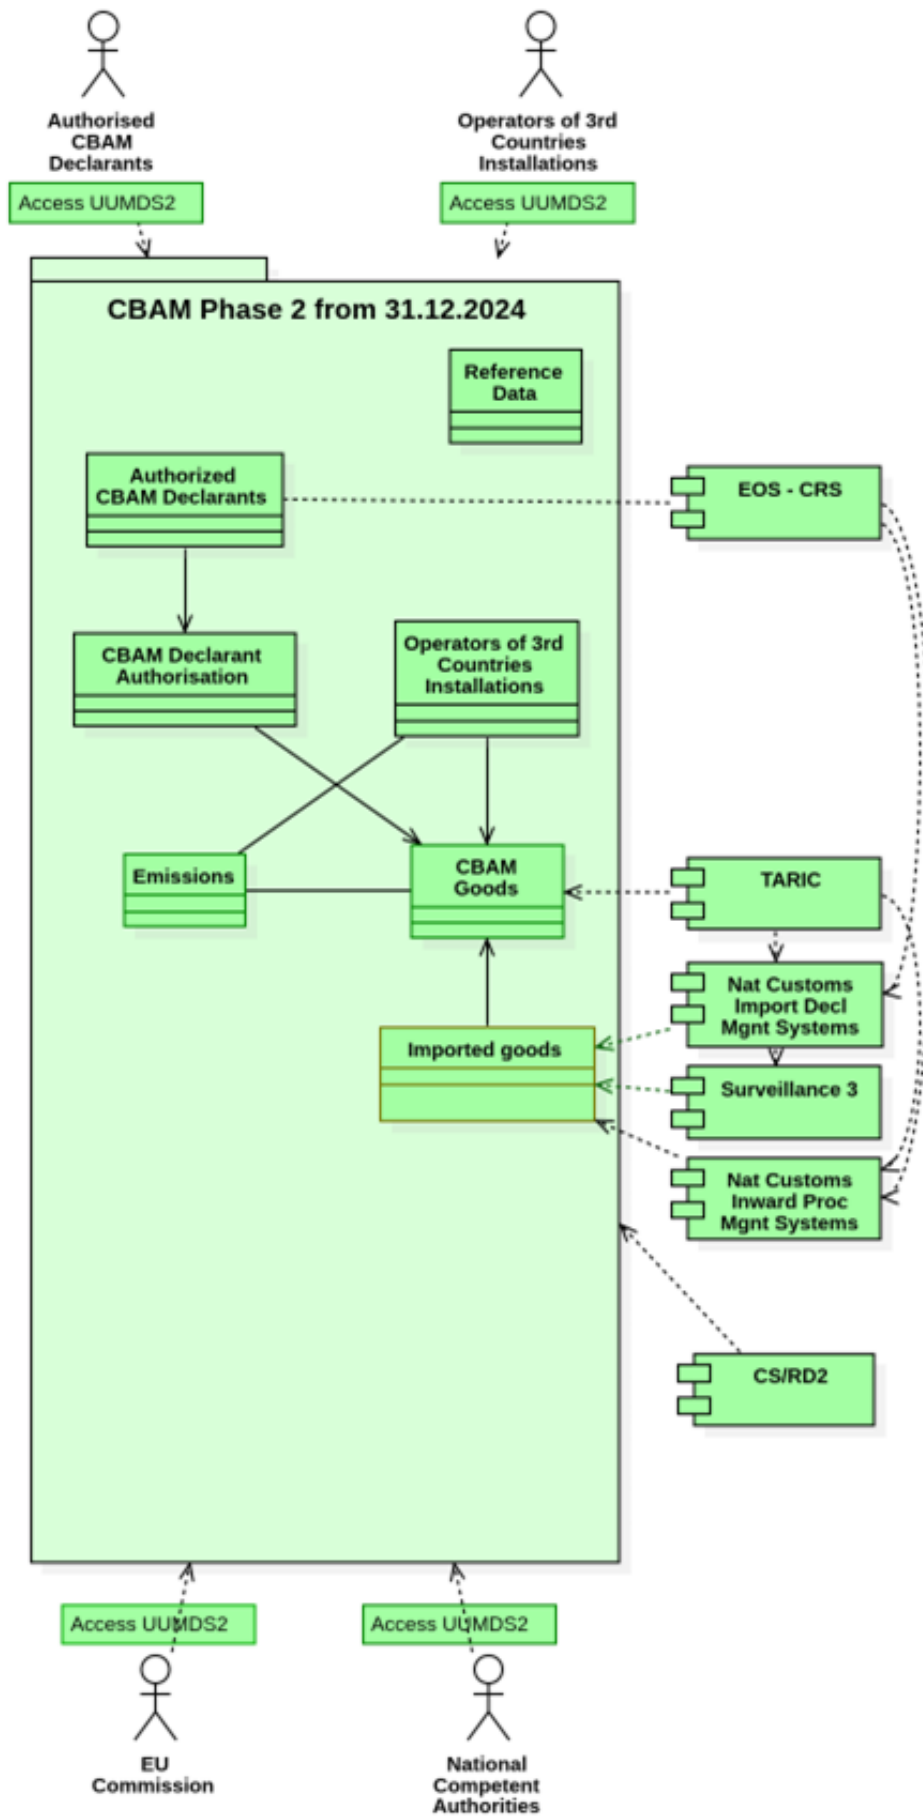 Authorised
CBAM
Declarants
Operators of 3rd
Countries
Installations
Access UUMDS2
Access UUMDS2
CBAM Phase 2 from 31.12.2024
Reference
Data
Authorized
CBAM Declarants
EOS - CRS
CBAM Declarant
Authorisation
Operators of 3rd
Countries
Installations
Emissions
CBAM
Goods
TARIC
Nat Customs
Import Decl
Mgnt Systems
Imported goods
Surveillance 3
Nat Customs
Inward Proc
Mgnt Systems
CS/RD2
Access UUMDS2
Access UUMDS2
EU
Commission
National
Competent
Authorities